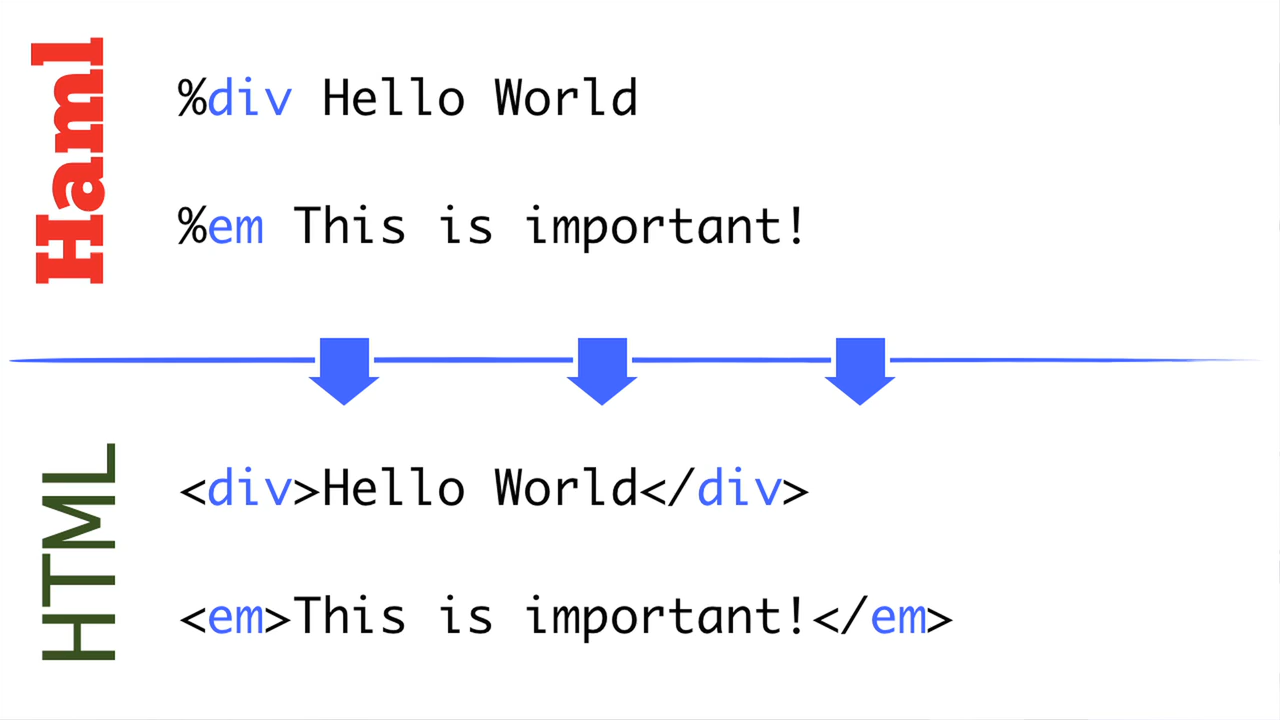 Haml
%div Hello World
%em This is important!
HTML
<div>Hello World</div>
<em>This is important!</em>